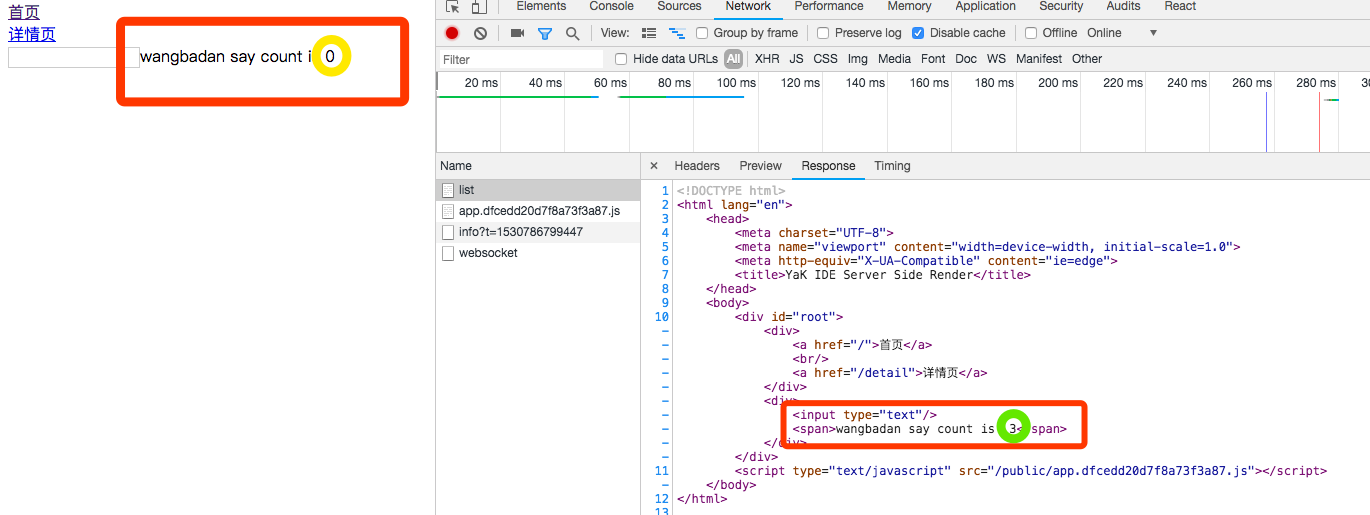 首页
详情页
wangbadan say count i 0
Elements Console Sources Network Performance Memory Application Security Audits React
View: Group by frame Preserve log Disable cache Offline Online
Filter Hide data URLs All XHR JS CSS Img Media Font Doc WS Manifest Other
20 ms 40 ms 60 ms 80 ms 100 ms 120 ms 140 ms 160 ms 180 ms 200 ms 220 ms 240 ms 260 ms 280 ms 30
Name
list
app.dfcedd20d7f8a73f3a87.js
info?t=1530786799447
websocket
× Headers Preview Response Timing
1 <!DOCTYPE html>
2 <html lang="en">
3 <head>
4 <meta charset="UTF-8">
5 <meta name="viewport" content="width=device-width, initial-scale=1.0">
6 <meta http-equiv="X-UA-Compatible" content="ie=edge">
7 <title>YaK IDE Server Side Render</title>
8 </head>
9 <body>
10 <div id="root">
- <div>
- <a href="/">首页</a>
- <br/>
- <a href="/detail">详情页</a>
- </div>
- <div>
- <input type="text"/>
- <span>wangbadan say count is 3</span>
- </div>
- </div>
11 <script type="text/javascript" src="/public/app.dfcedd20d7f8a73f3a87.js"></script>
- </body>
12 </html>
13